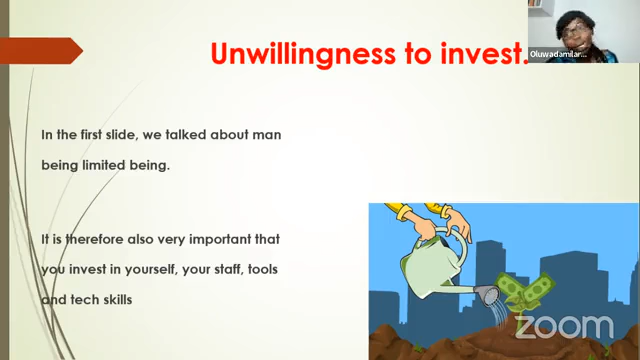 Unwillingness to invest.
Oluwadamilar...
In the first slide, we talked about man
being limited being.
It is therefore also very important that
you invest in yourself, your staff, tools
and tech skills
zoom